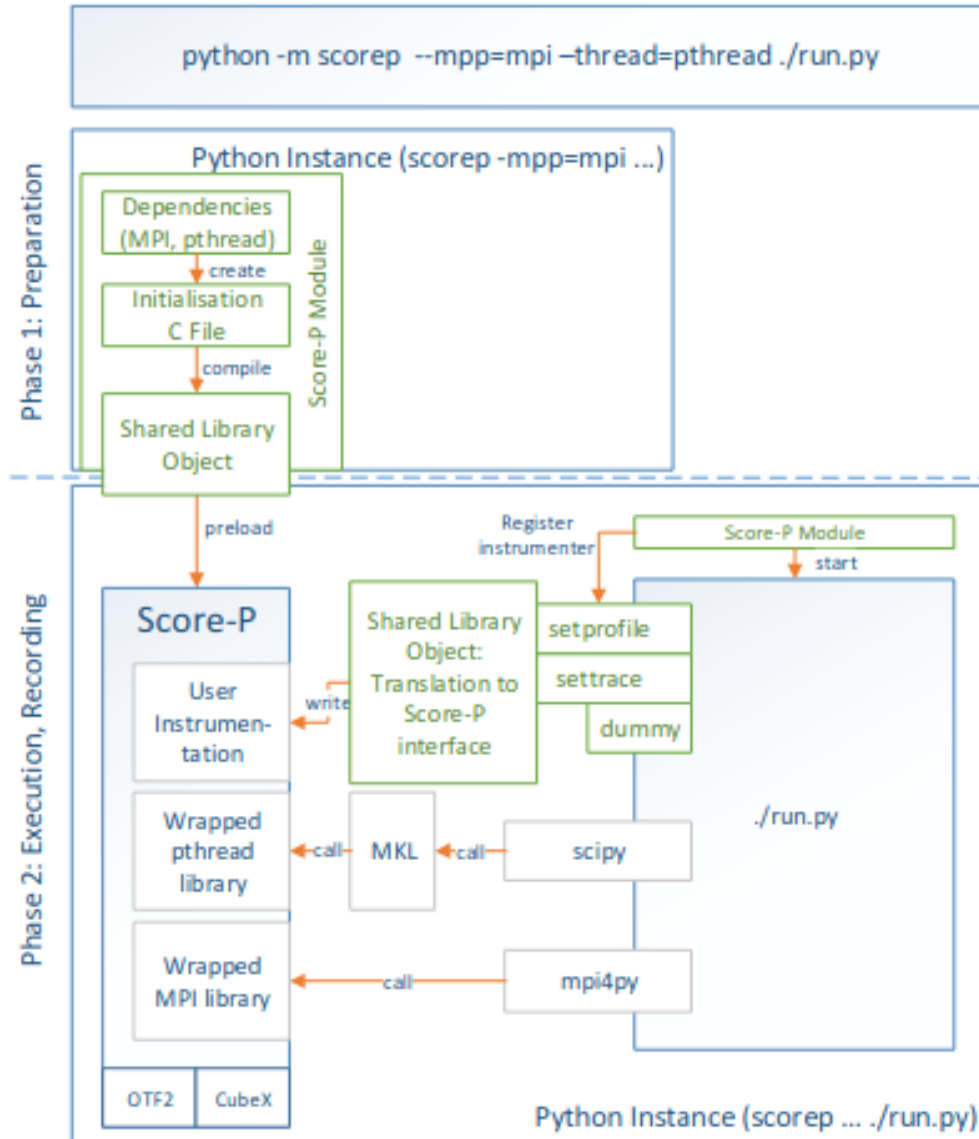 python -m scorep --mpp=mpi –thread=pthread ./run.py
Phase 1: Preparation
Python Instance (scorep -mpp=mpi ...)
Score-P Module
Dependencies
(MPI, pthread)
create
Initialisation
C File
compile
Shared Library
Object
Phase 2: Execution, Recording
preload
Register
instrumenter
Score-P Module
start
Score-P
User
Instrumen-
tation
write
Shared Library
Object:
Translation to
Score-P
interface
setprofile
settrace
dummy
./run.py
Wrapped
pthread
library
call
MKL
call
scipy
Wrapped
MPI library
call
mpi4py
OTF2
CubeX
Python Instance (scorep ... ./run.py)